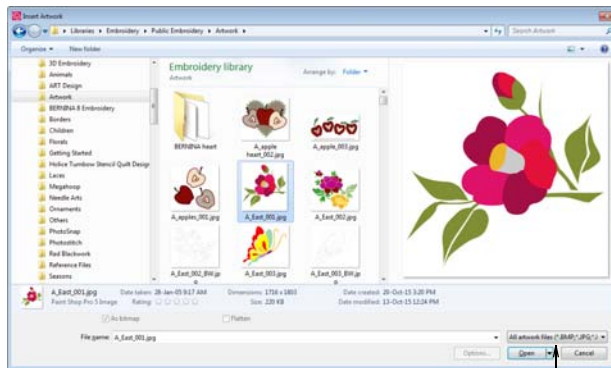 Insert Artwork
Libraries ▸ Embroidery ▸ Public Embroidery ▸ Artwork ▸
Search Artwork
Organize
New folder
3D Embroidery
Animals
ART Design
Artwork
BERNINA 8 Embroidery
Borders
Children
Florals
Getting Started
Holice Turnbow Stencil Quilt Design
Laces
Megahoop
Needle Arts
Ornaments
Others
PhotoSnap
Photostitch
Red Blackwork
Reference Files
Seasons
Embroidery library
Artwork
Arrange by: Folder
BERNINA heart
A_apple heart_002.jpg
A_apple_003.jpg
A_apples_001.jpg
A_East_001.jpg
A_East_002.jpg
A_East_002_BW.jp
A_East_003.jpg
A_East_003_BW.jp
A_East_001.jpg
Date taken: 28-Jan-05 9:17 AM
Dimensions: 1716 x 1803
Date created: 20-Oct-15 3:20 PM
Paint Shop Pro 5 Image
Rating:
Size: 220 KB
Date modified: 13-Oct-15 12:24 PM
As bitmap
Flatten
File name: A_East_001.jpg
All artwork files (*.BMP;*.JPG;*.J
Options...
Open
Cancel